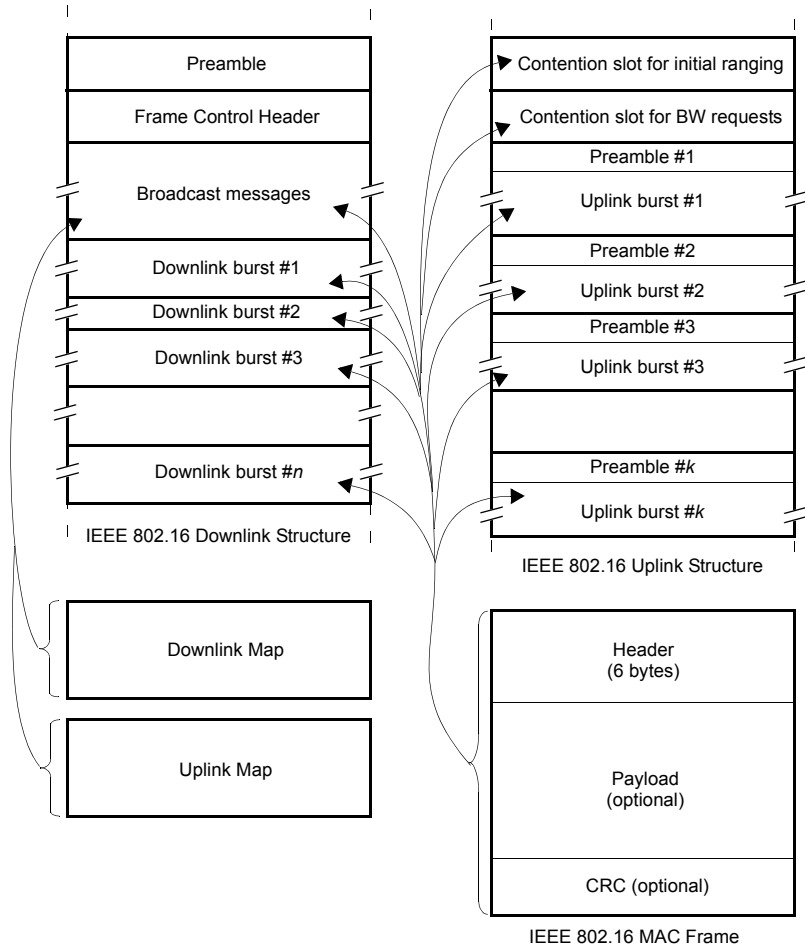 Preamble
Frame Control Header
Broadcast messages
Downlink burst #1
Downlink burst #2
Downlink burst #3
Downlink burst #n
IEEE 802.16 Downlink Structure
Contention slot for initial ranging
Contention slot for BW requests
Preamble #1
Uplink burst #1
Preamble #2
Uplink burst #2
Preamble #3
Uplink burst #3
Preamble #k
Uplink burst #k
IEEE 802.16 Uplink Structure
Downlink Map
Uplink Map
Header
(6 bytes)
Payload
(optional)
CRC (optional)
IEEE 802.16 MAC Frame